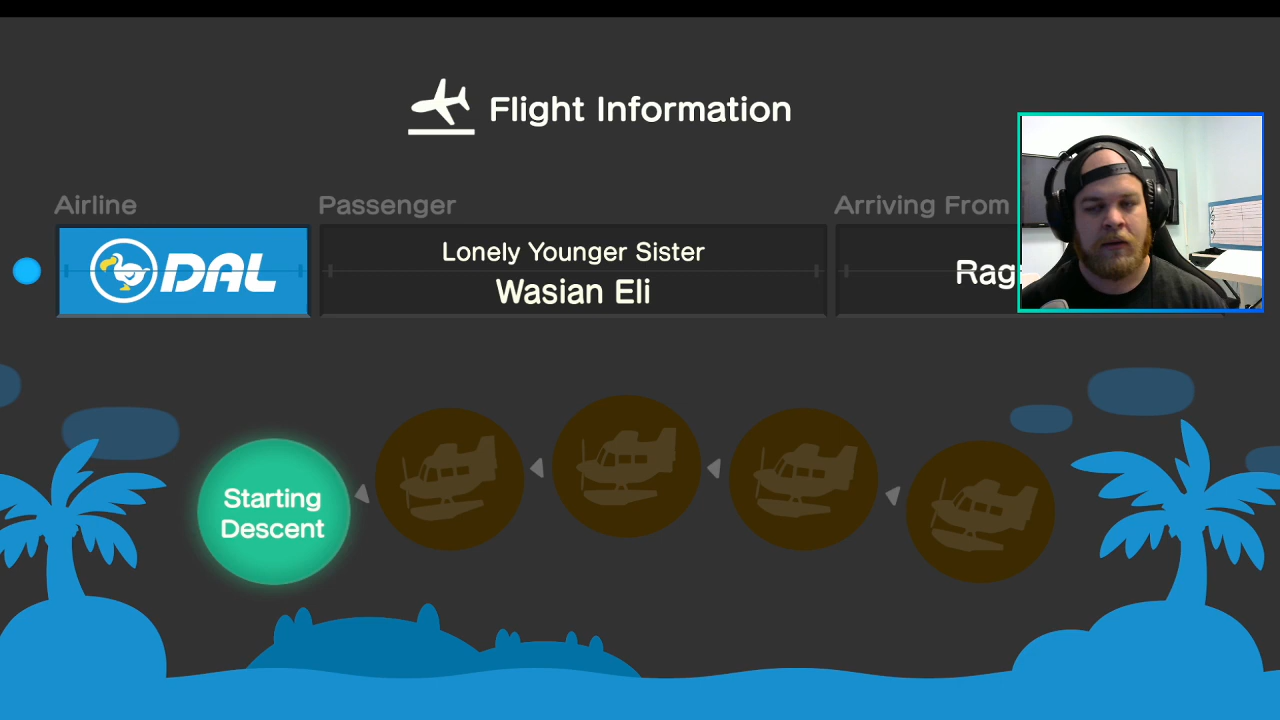 Flight Information
Airline
Passenger
Arriving From
DAL
Lonely Younger Sister
Wasian Eli
Starting
Descent